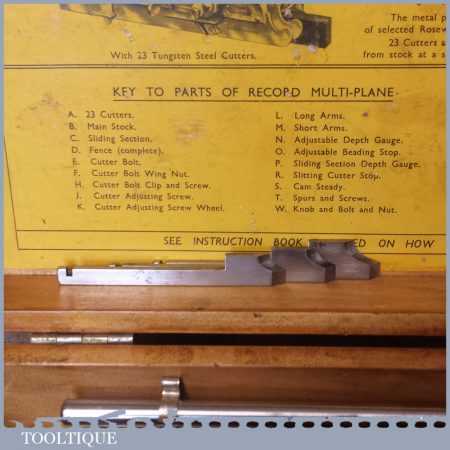 The metal p
of selected Rosew
23 Cutters a
from stock at a s
With 23 Tungsten Steel Cutters.
KEY TO PARTS OF RECORD MULTI-PLANE
A. 23 Cutters.
B. Main Stock.
C. Sliding Section.
D. Fence (complete).
E. Cutter Bolt.
F. Cutter Bolt Wing Nut.
H. Cutter Bolt Clip and Screw.
J. Cutter Adjusting Screw.
K. Cutter Adjusting Screw Wheel.
L. Long Arms.
M. Short Arms.
N. Adjustable Depth Gauge.
O. Adjustable Beading Stop.
P. Sliding Section Depth Gauge.
R. Slitting Cutter Stop.
S. Cam Steady.
T. Spurs and Screws.
W. Knob and Bolt and Nut.
SEE INSTRUCTION BOOK ED ON HOW
TOOLTIQUE